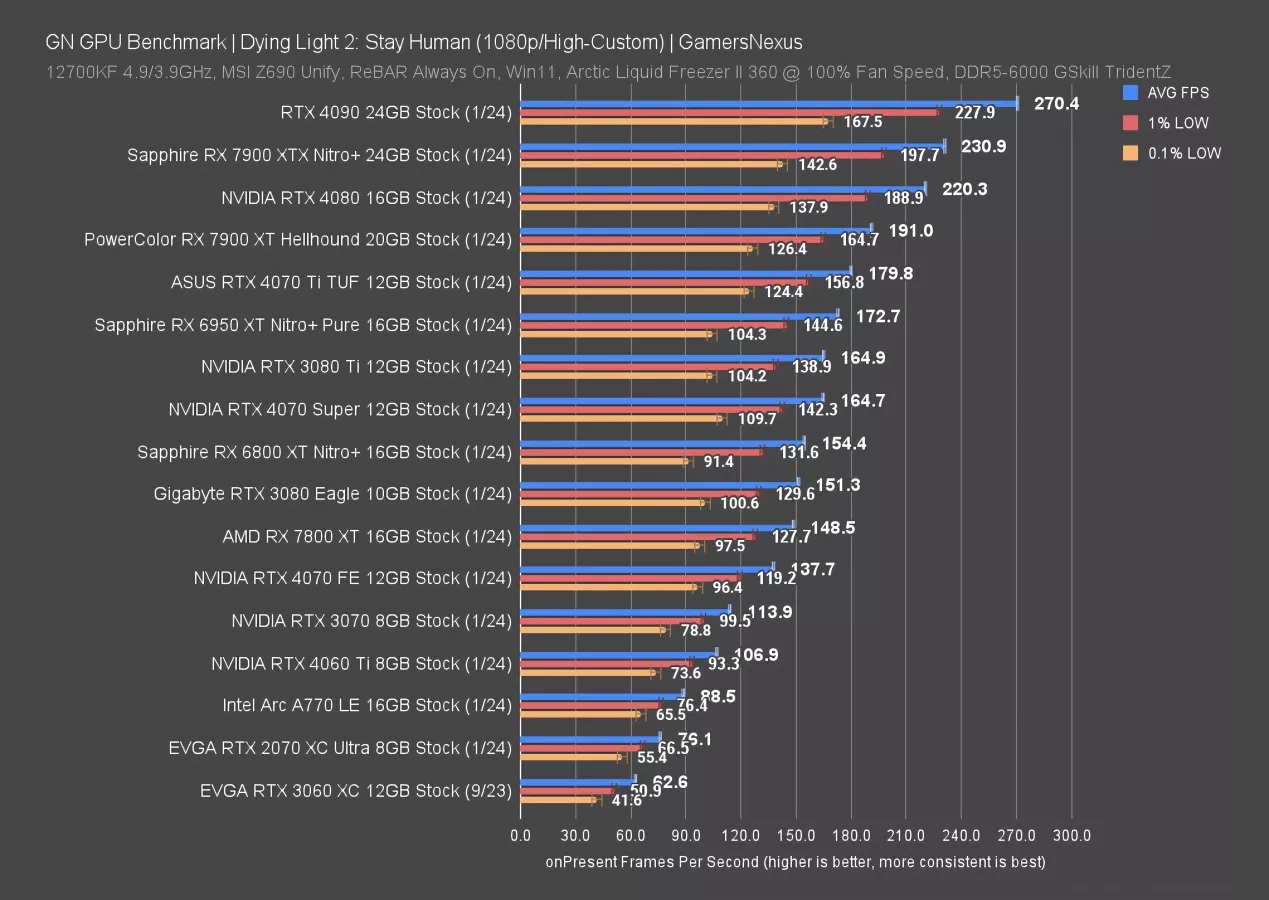 GN GPU Benchmark | Dying Light 2: Stay Human (1080p/High-Custom) | GamersNexus
12700KF 4.9/3.9GHz, MSI Z690 Unify, ReBAR Always On, Win11, Arctic Liquid Freezer II 360 @ 100% Fan Speed, DDR5-6000 GSkill TridentZ
AVG FPS
1% LOW
0.1% LOW
RTX 4090 24GB Stock (1/24) 270.4 227.9 167.5
Sapphire RX 7900 XTX Nitro+ 24GB Stock (1/24) 230.9 197.7 142.6
NVIDIA RTX 4080 16GB Stock (1/24) 220.3 188.9 137.9
PowerColor RX 7900 XT Hellhound 20GB Stock (1/24) 191.0 164.7 126.4
ASUS RTX 4070 Ti TUF 12GB Stock (1/24) 179.8 156.8 124.4
Sapphire RX 6950 XT Nitro+ Pure 16GB Stock (1/24) 172.7 144.6 104.3
NVIDIA RTX 3080 Ti 12GB Stock (1/24) 164.9 138.9 104.2
NVIDIA RTX 4070 Super 12GB Stock (1/24) 164.7 142.3 109.7
Sapphire RX 6800 XT Nitro+ 16GB Stock (1/24) 154.4 131.6 91.4
Gigabyte RTX 3080 Eagle 10GB Stock (1/24) 151.3 129.6 100.6
AMD RX 7800 XT 16GB Stock (1/24) 148.5 127.7 97.5
NVIDIA RTX 4070 FE 12GB Stock (1/24) 137.7 119.2 96.4
NVIDIA RTX 3070 8GB Stock (1/24) 113.9 99.5 78.8
NVIDIA RTX 4060 Ti 8GB Stock (1/24) 106.9 93.3 73.6
Intel Arc A770 LE 16GB Stock (1/24) 88.5 76.4 65.5
EVGA RTX 2070 XC Ultra 8GB Stock (1/24) 76.1 66.5 55.4
EVGA RTX 3060 XC 12GB Stock (9/23) 62.6 50.9 41.6
0.0 30.0 60.0 90.0 120.0 150.0 180.0 210.0 240.0 270.0 300.0
onPresent Frames Per Second (higher is better, more consistent is best)